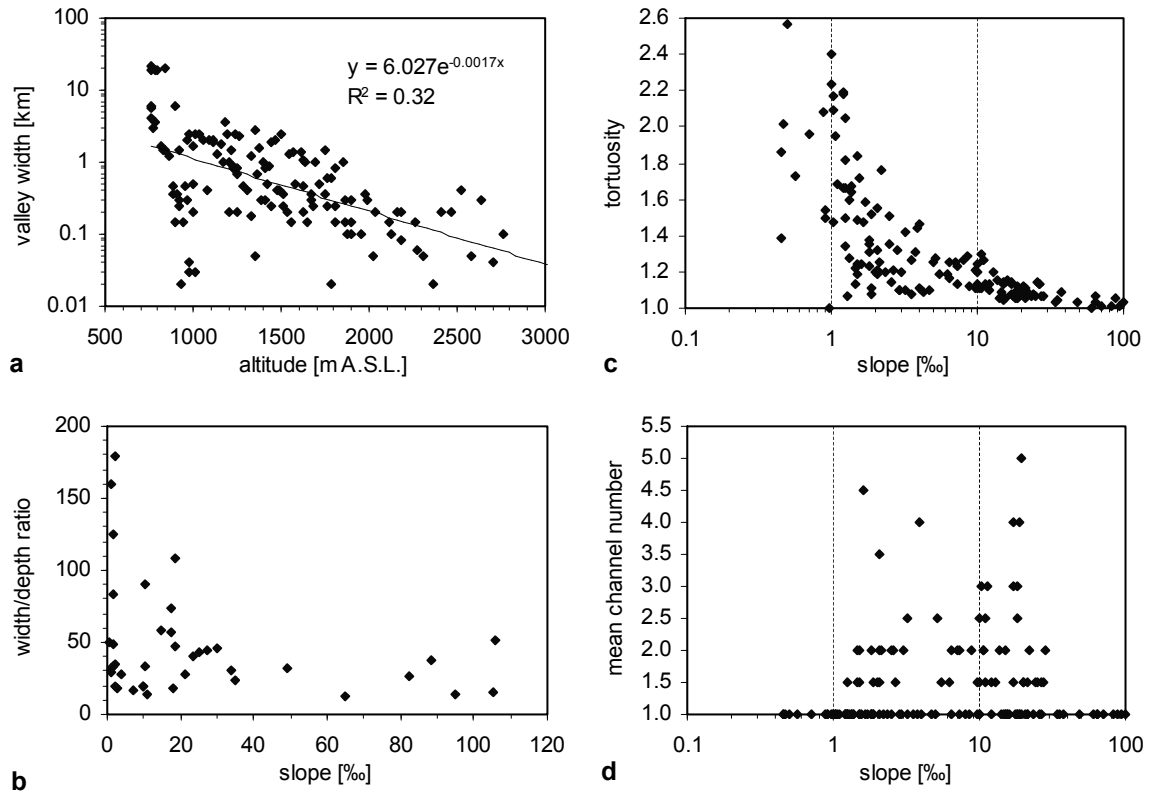 100
10
1
0.1
0.01
valley width [km]
y = 6.027e-0.0017x
R2 = 0.32
500 1000 1500 2000 2500 3000
altitude [m A.S.L.]
a
2.6
2.4
2.2
2.0
1.8
1.6
1.4
1.2
1.0
tortuosity
0.1 1 10 100
slope [‰]
c
200
150
100
50
0
width/depth ratio
0 20 40 60 80 100 120
slope [‰]
b
5.5
5.0
4.5
4.0
3.5
3.0
2.5
2.0
1.5
1.0
mean channel number
0.1 1 10 100
slope [‰]
d